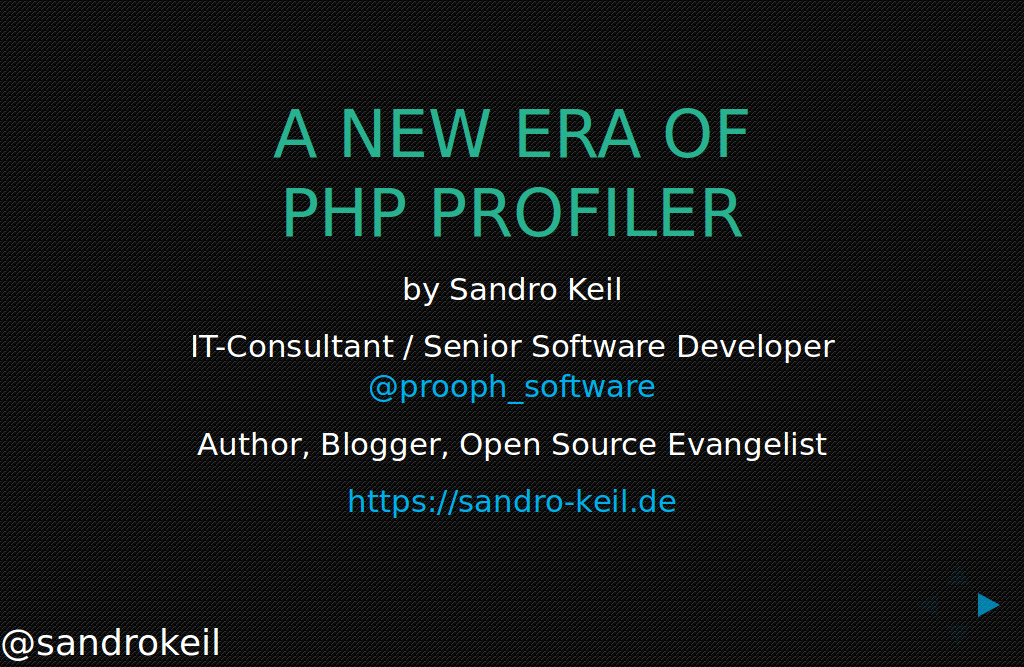 A NEW ERA OF
PHP PROFILER
by Sandro Keil
IT-Consultant / Senior Software Developer
@prooph_software
Author, Blogger, Open Source Evangelist
https://sandro-keil.de
@sandrokeil